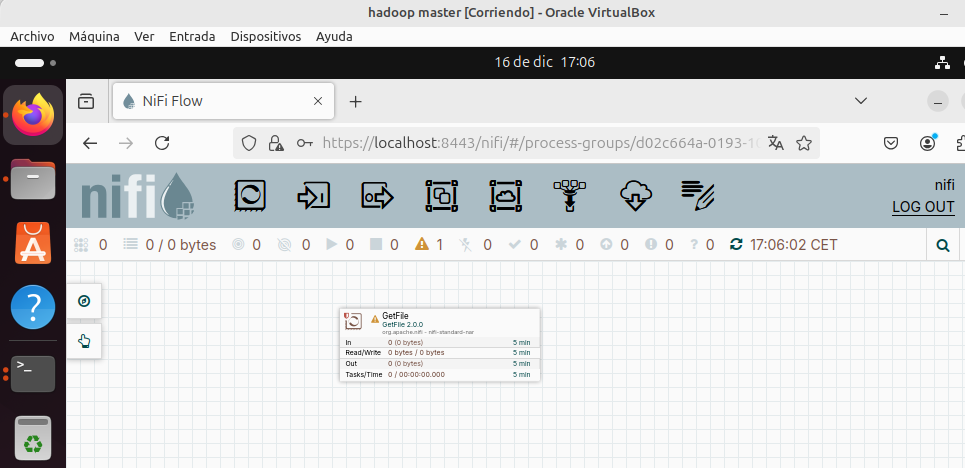 hadoop master [Corriendo] - Oracle VirtualBox
Archivo Máquina Ver Entrada Dispositivos Ayuda
16 de dic 17:06
NiFi Flow
https://localhost:8443/nifi/#/process-groups/d02c664a-0193-1
nifi
nifi
LOG OUT
0 0 / 0 bytes 0 0 0 0 1 0 0 0 0 0 ? 0 17:06:02 CET
GetFile
GetFile 2.0.0
org.apache.nifi - nifi-standard-nar
In 0 (0 bytes) 5 min
Read/Write 0 bytes / 0 bytes 5 min
Out 0 (0 bytes) 5 min
Tasks/Time 0 / 00:00:00.000 5 min